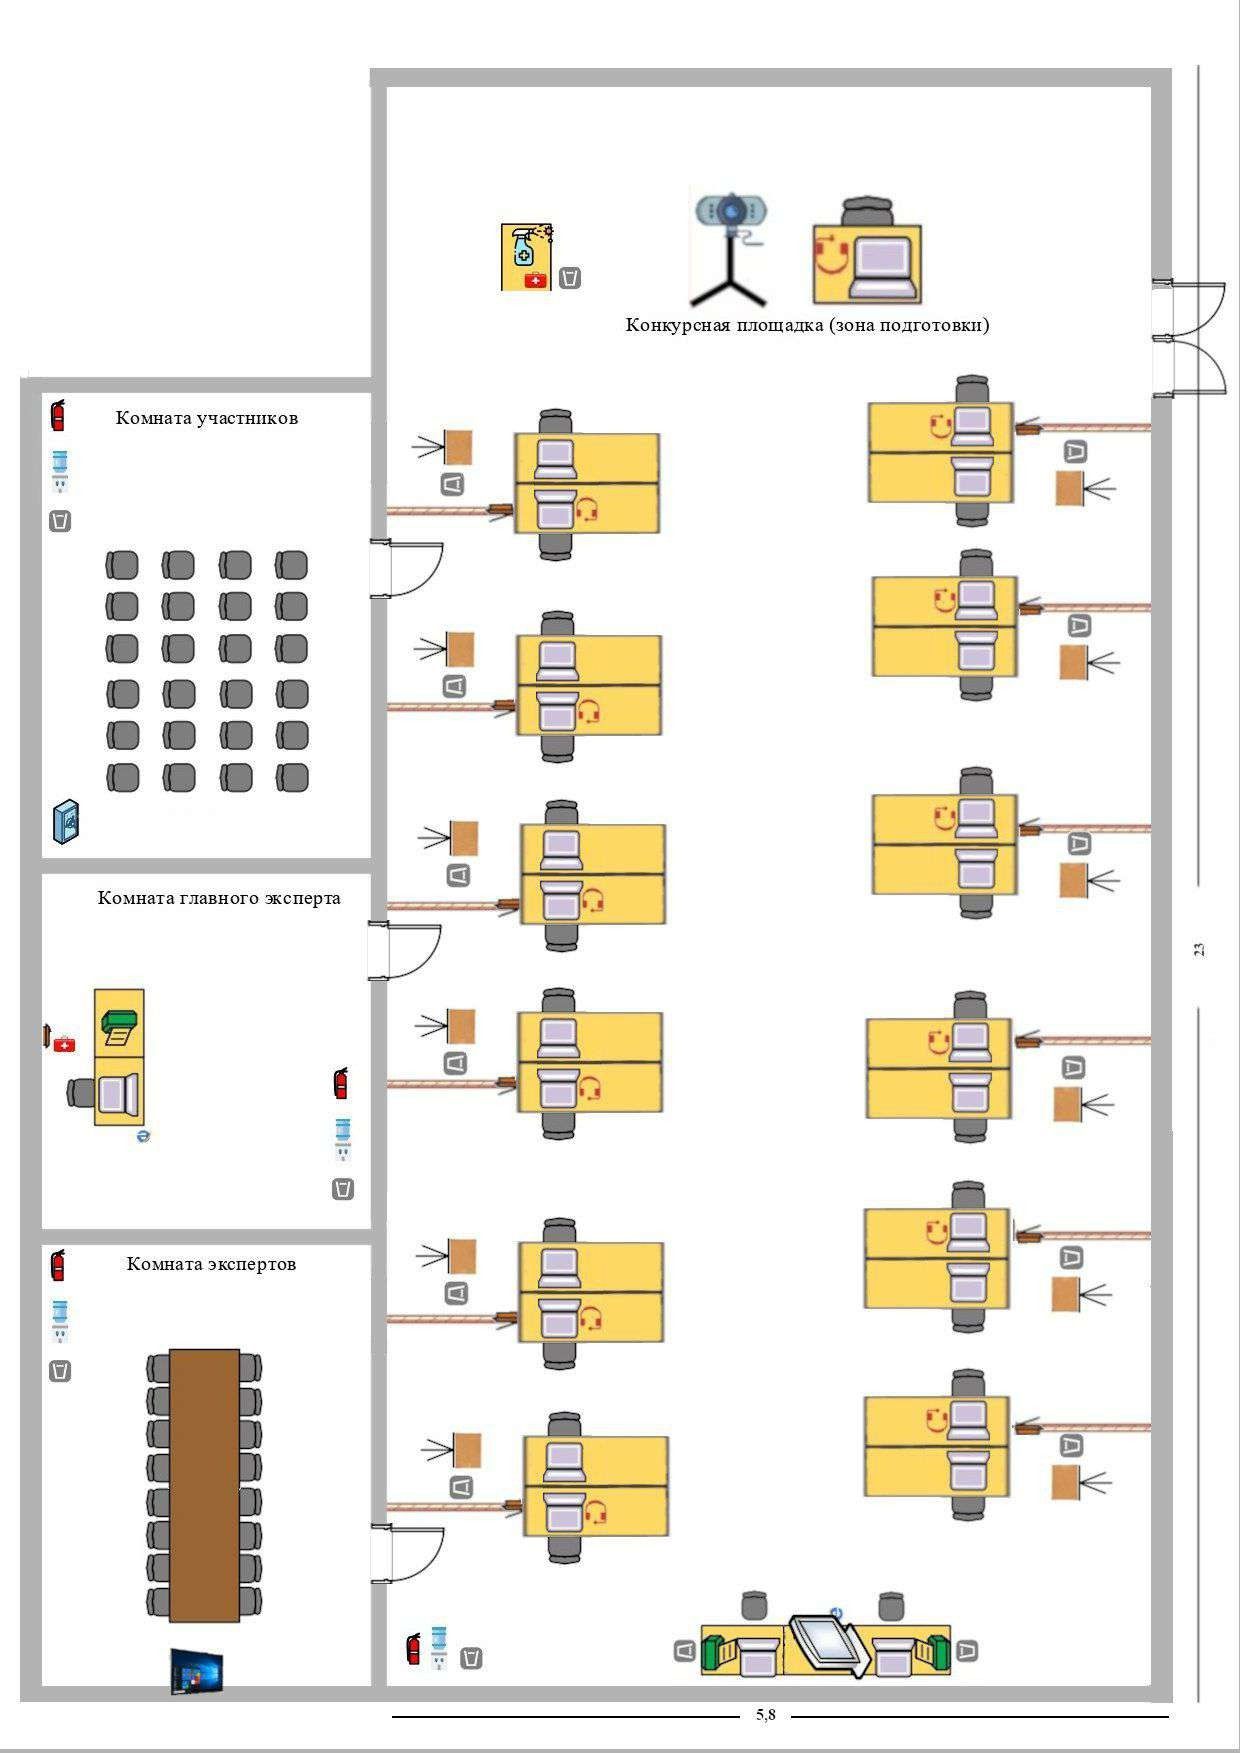 Конкурсная площадка (зона подготовки)
Комната участников
Комната главного эксперта
23
Комната экспертов
5,8